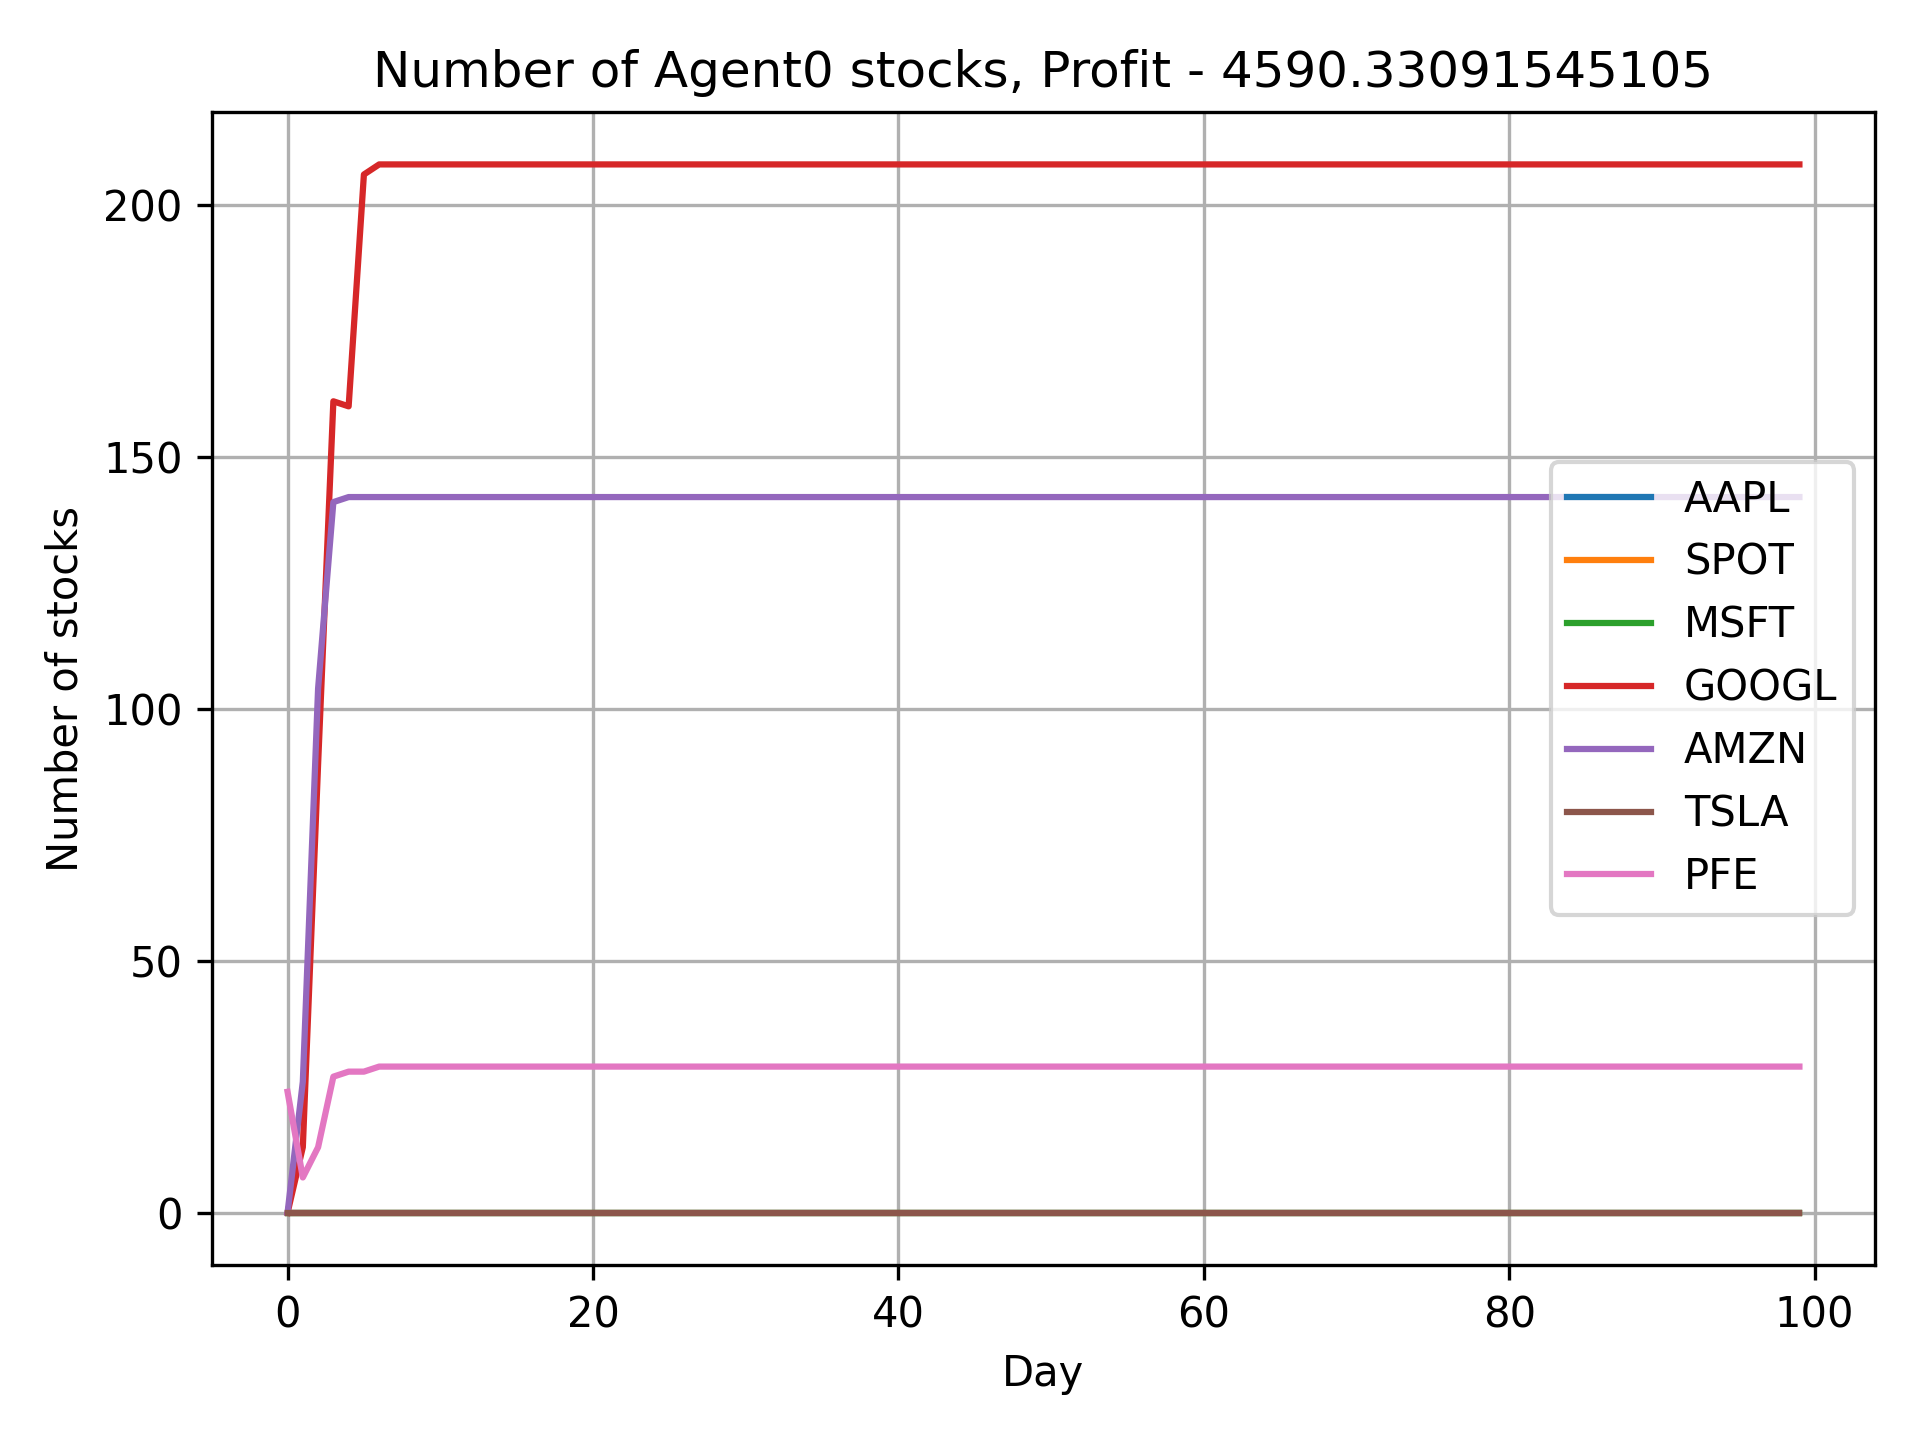 Number of Agent0 stocks, Profit - 4590.33091545105
Number of stocks
200
150
100
50
0
AAPL
SPOT
MSFT
GOOGL
AMZN
TSLA
PFE
0 20 40 60 80 100
Day